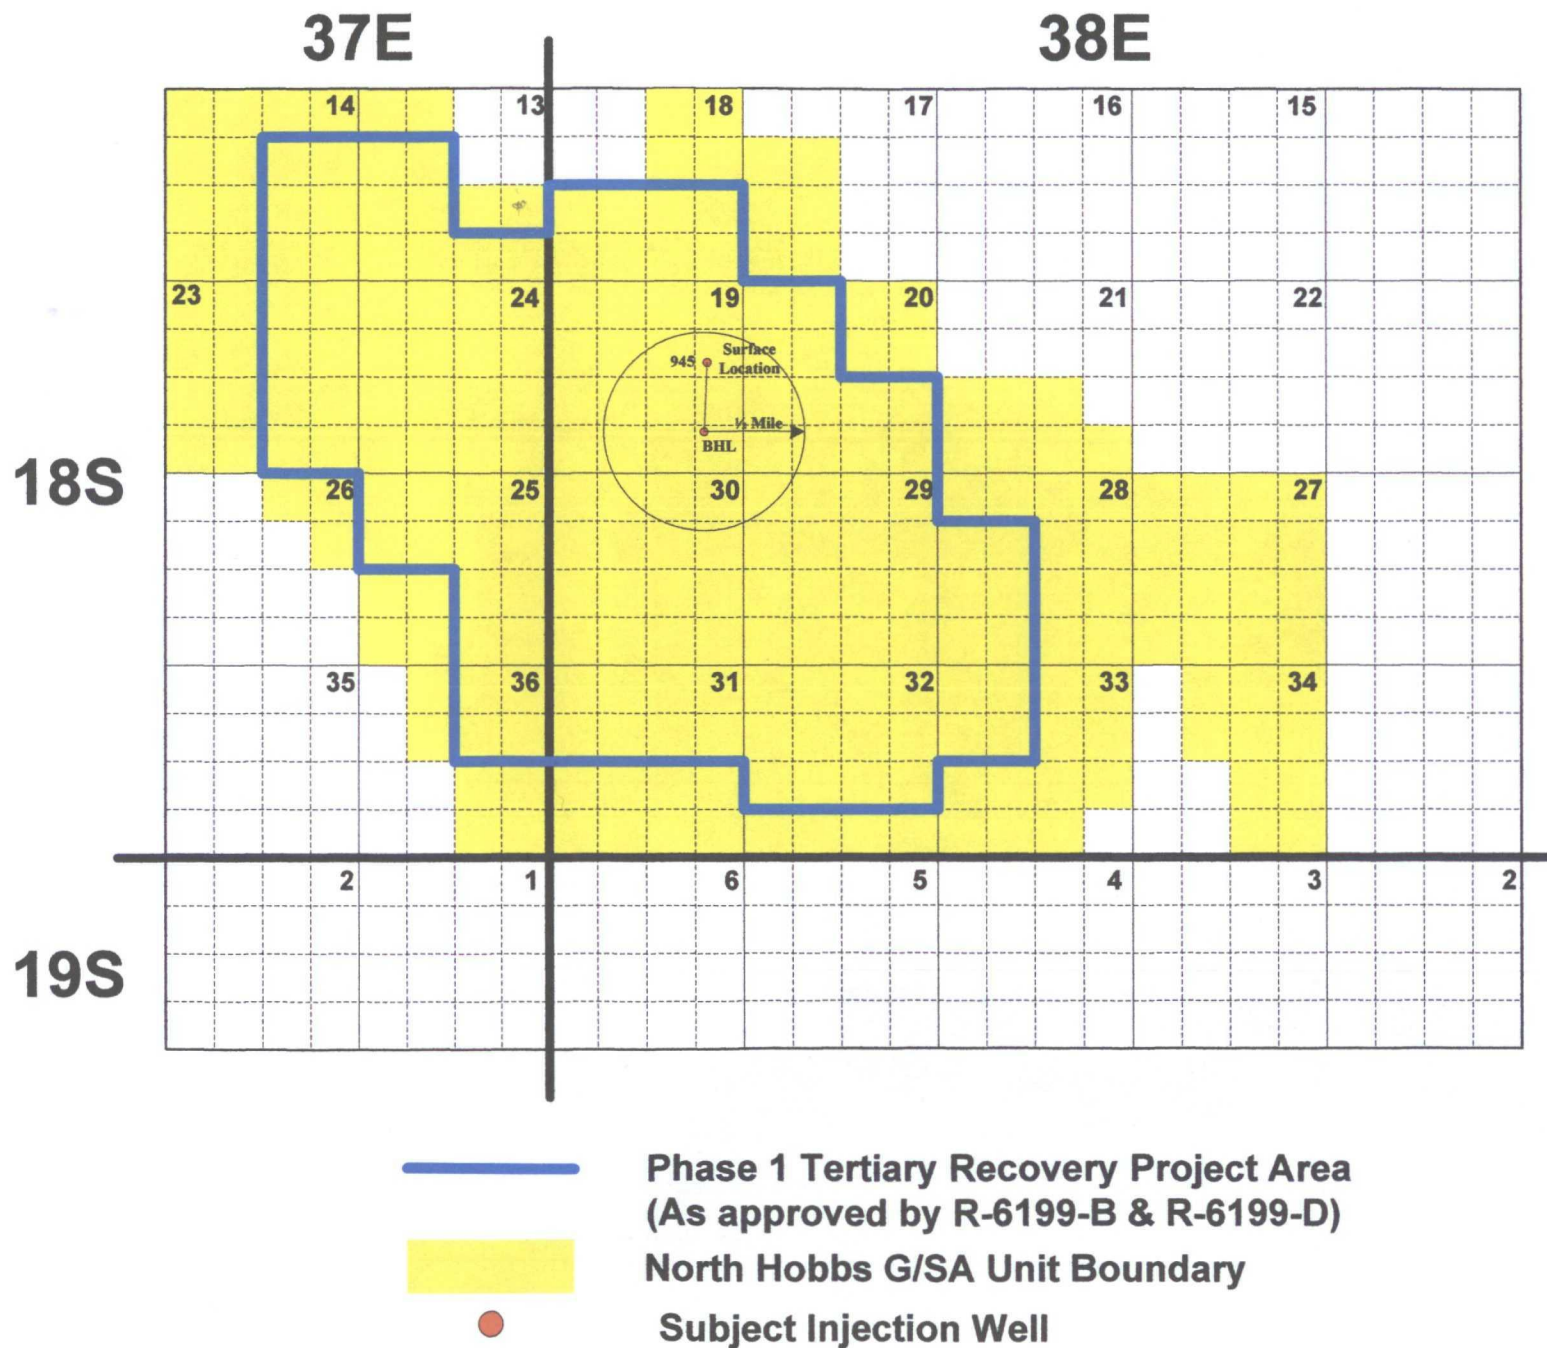 37E 38E
14 13 18 17 16 15
23 24 19 20 21 22
945 Surface
Location
½ Mile
BHL
18S
26 25 30 29 28 27
35 36 31 32 33 34
2 1 6 5 4 3 2
19S
Phase 1 Tertiary Recovery Project Area
(As approved by R-6199-B & R-6199-D)
North Hobbs G/SA Unit Boundary
Subject Injection Well